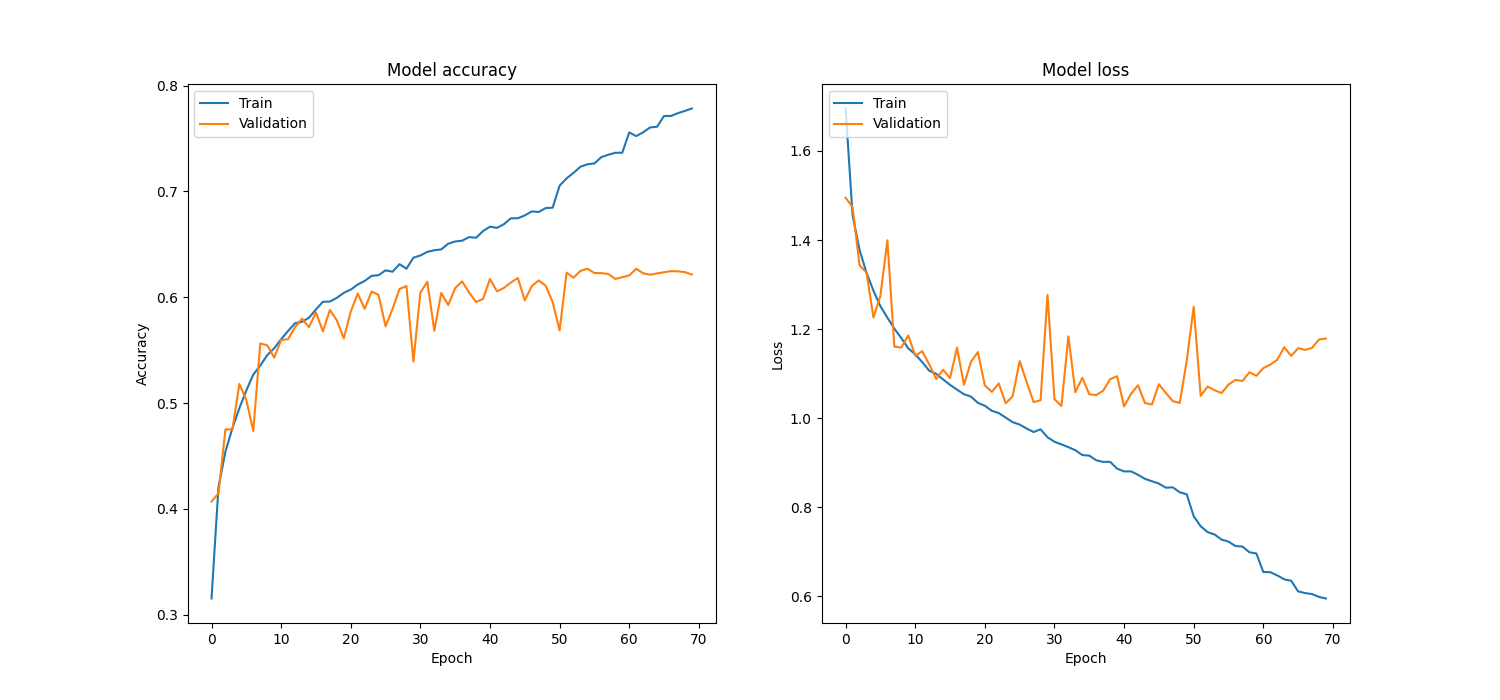 Model accuracy
Train
Validation
0.8
0.7
0.6
0.5
0.4
0.3
Accuracy
0 10 20 30 40 50 60 70
Epoch
Model loss
Train
Validation
1.6
1.4
1.2
1.0
0.8
0.6
Loss
0 10 20 30 40 50 60 70
Epoch